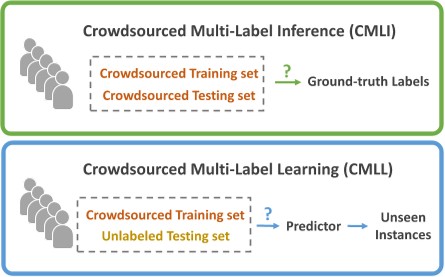 Crowdsourced Multi-Label Inference (CMLI)
Crowdsourced Training set
Crowdsourced Testing set
?
Ground-truth Labels
Crowdsourced Multi-Label Learning (CMLL)
Crowdsourced Training set
Unlabeled Testing set
?
Predictor
Unseen
Instances